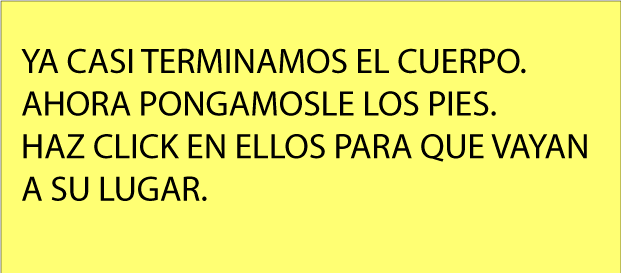 YA CASI TERMINAMOS EL CUERPO.
AHORA PONGAMOSLE LOS PIES.
HAZ CLICK EN ELLOS PARA QUE VAYAN
A SU LUGAR.